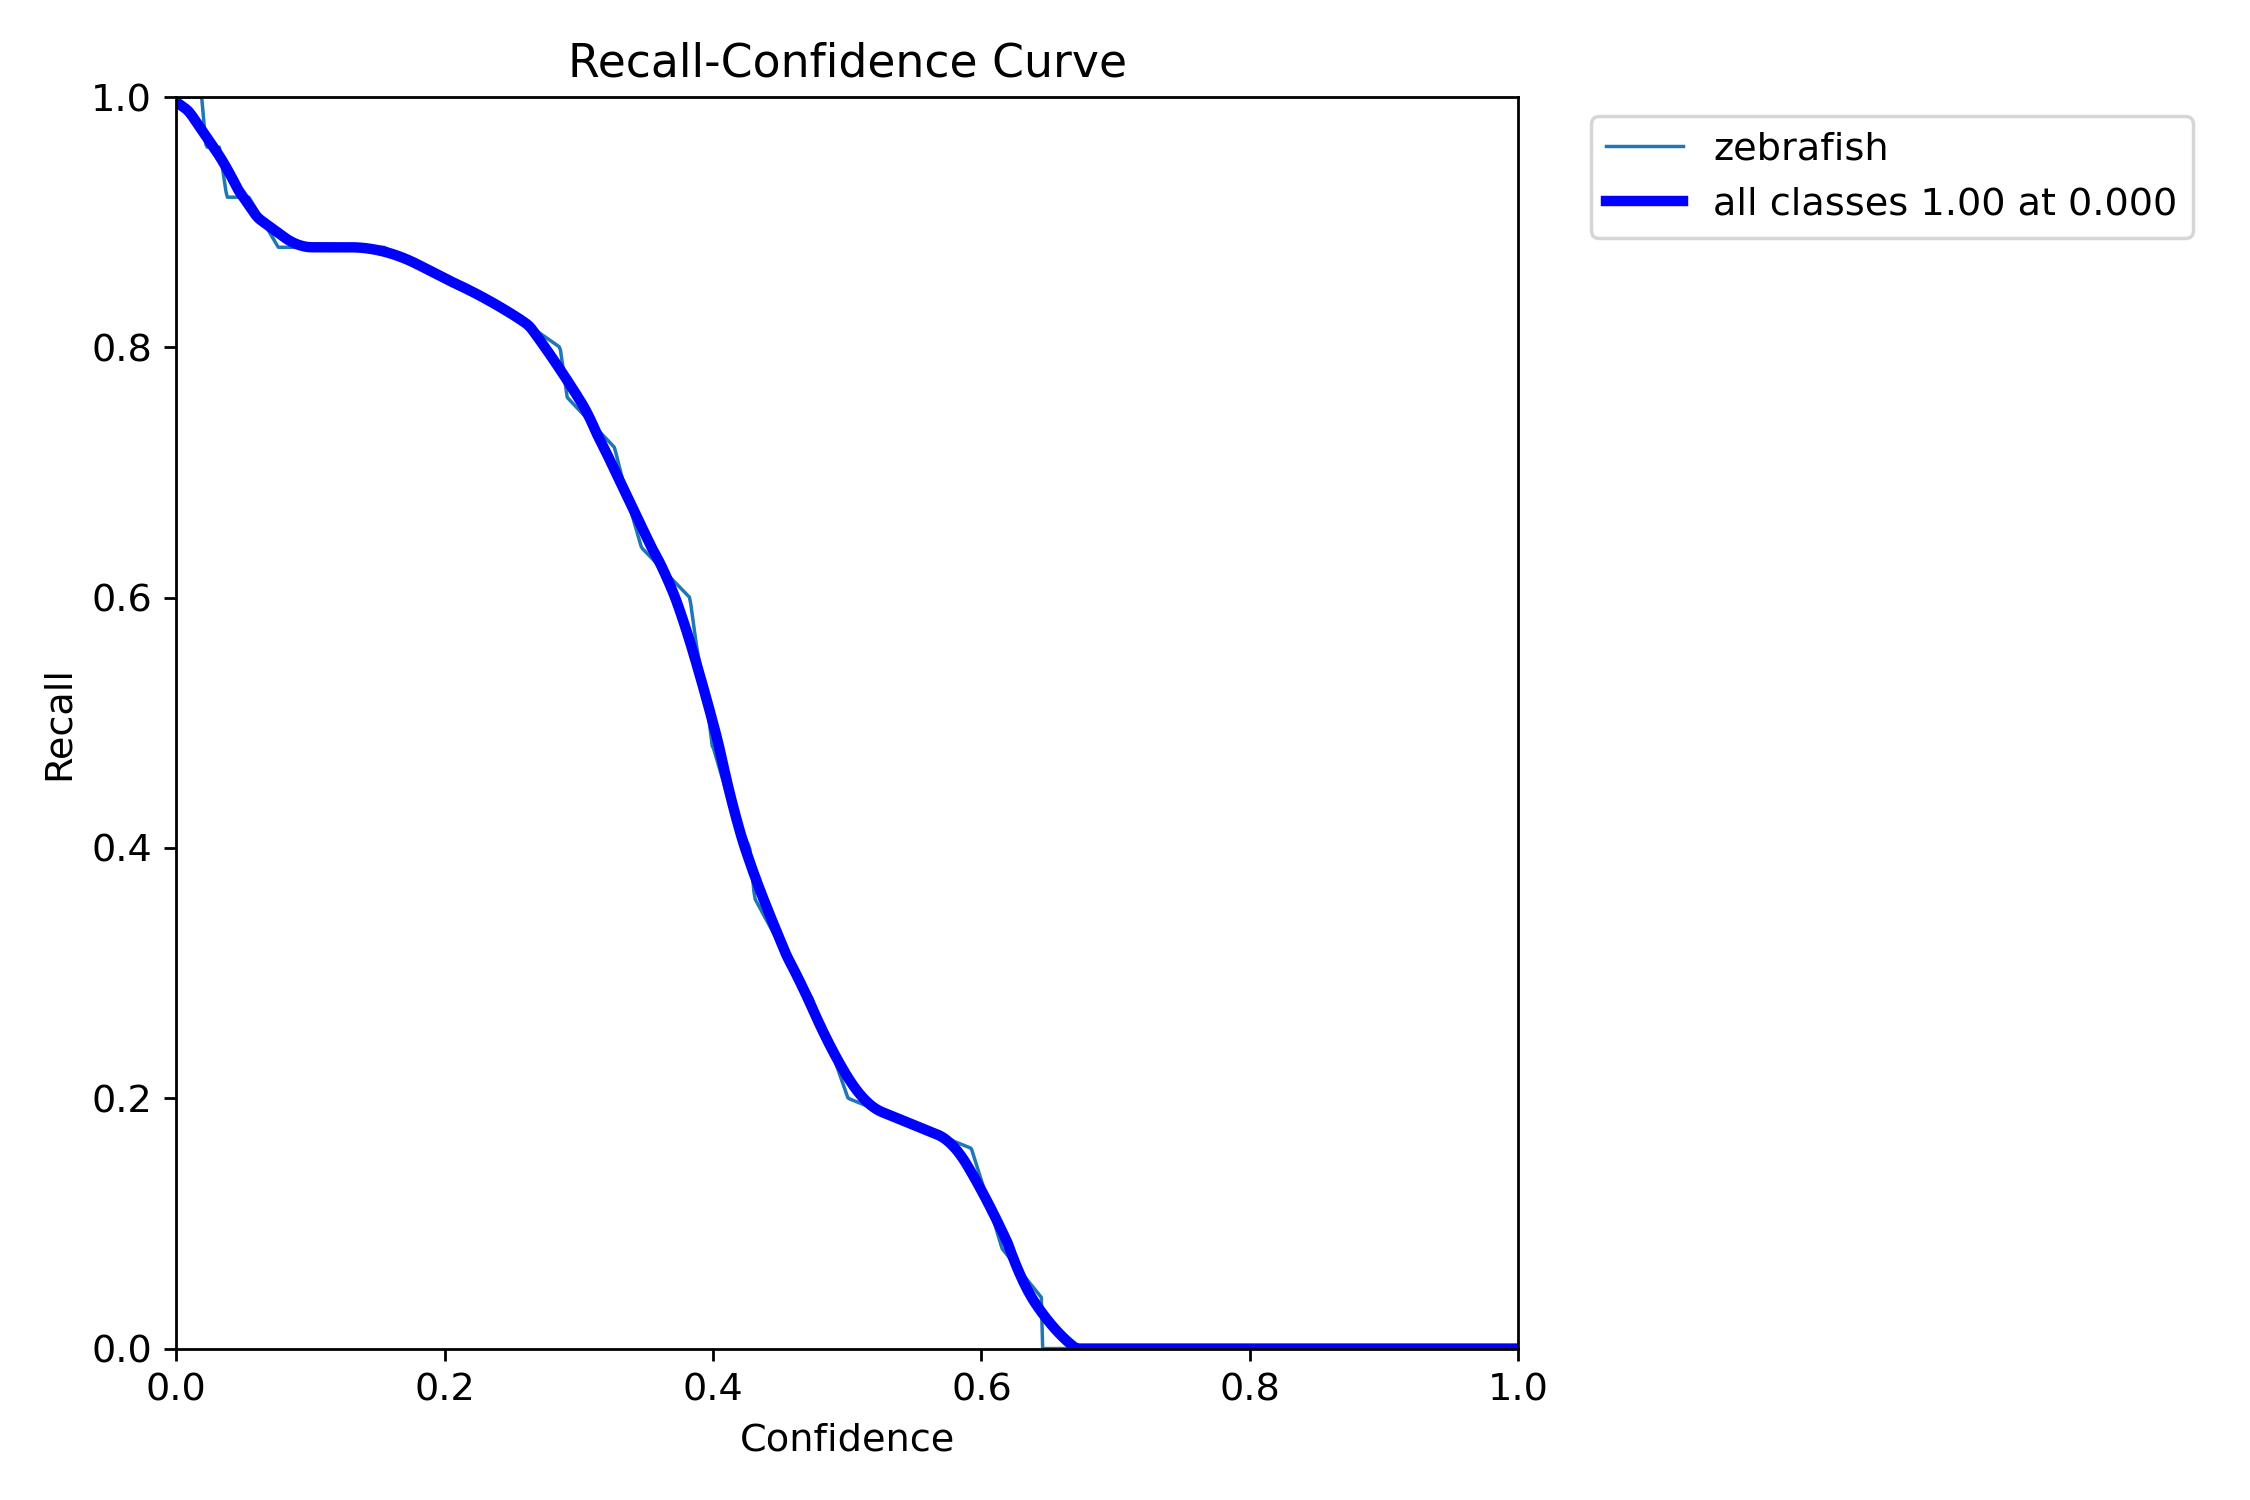 Recall-Confidence Curve
1.0
0.8
0.6
0.4
0.2
0.0
Recall
0.0 0.2 0.4 0.6 0.8 1.0
Confidence
zebrafish
all classes 1.00 at 0.000